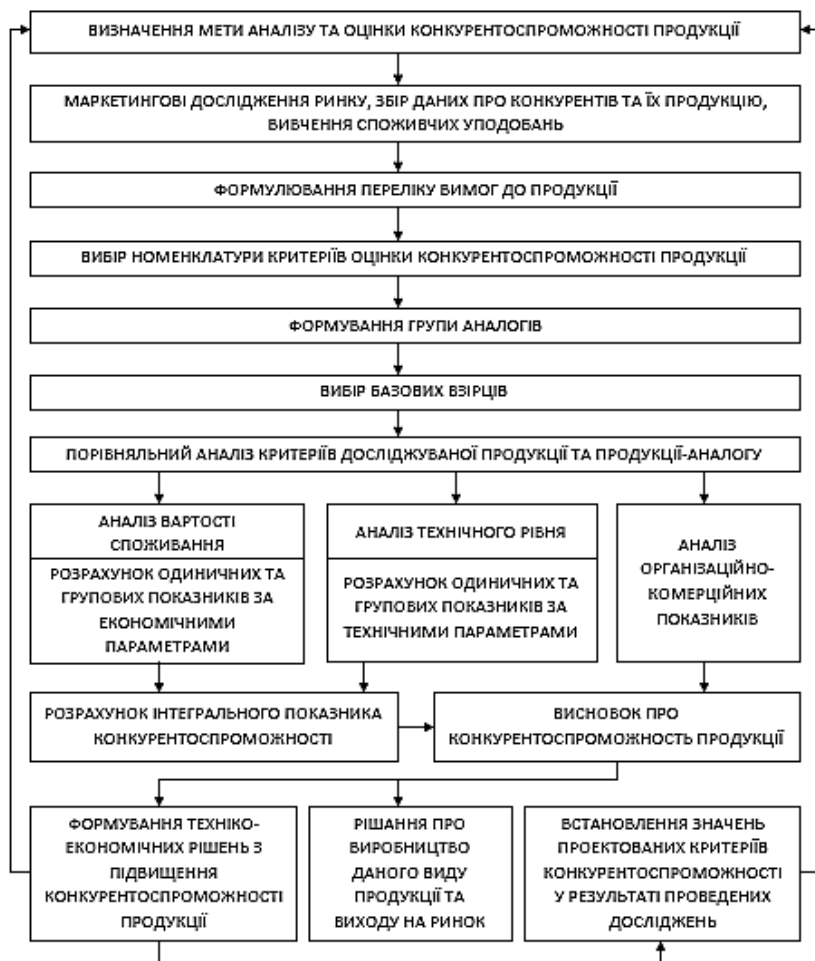 ВИЗНАЧЕННЯ МЕТИ АНАЛІЗУ ТА ОЦІНКИ КОНКУРЕНТОСПРОМОЖНОСТІ ПРОДУКЦІЇ
МАРКЕТИНГОВІ ДОСЛІДЖЕННЯ РИНКУ, ЗБІР ДАНИХ ПРО КОНКУРЕНТІВ ТА ЇХ ПРОДУКЦІЮ,
ВИВЧЕННЯ СПОЖИВЧИХ УПОДОБАНЬ
ФОРМУЛЮВАННЯ ПЕРЕЛІКУ ВИМОГ ДО ПРОДУКЦІЇ
ВИБІР НОМЕНКЛАТУРИ КРИТЕРІЇВ ОЦІНКИ КОНКУРЕНТОСПРОМОЖНОСТІ ПРОДУКЦІЇ
ФОРМУВАННЯ ГРУПИ АНАЛОГІВ
ВИБІР БАЗОВИХ ВЗІРЦІВ
ПОРІВНЯЛЬНИЙ АНАЛІЗ КРИТЕРІЇВ ДОСЛІДЖУВАНОЇ ПРОДУКЦІЇ ТА ПРОДУКЦІЇ-АНАЛОГУ
АНАЛІЗ ВАРТОСТІ
СПОЖИВАННЯ
РОЗРАХУНОК ОДИНИЧНИХ ТА
ГРУПОВИХ ПОКАЗНИКІВ ЗА
ЕКОНОМІЧНИМИ
ПАРАМЕТРАМИ
АНАЛІЗ ТЕХНІЧНОГО РІВНЯ
РОЗРАХУНОК ОДИНИЧНИХ ТА
ГРУПОВИХ ПОКАЗНИКІВ ЗА
ТЕХНІЧНИМИ ПАРАМЕТРАМИ
АНАЛІЗ
ОРГАНІЗАЦІЙНО-
КОМЕРЦІЙНИХ
ПОКАЗНИКІВ
РОЗРАХУНОК ІНТЕГРАЛЬНОГО ПОКАЗНИКА
КОНКУРЕНТОСПРОМОЖНОСТІ
ВИСНОВОК ПРО
КОНКУРЕНТОСПРОМОЖНОСТЬ ПРОДУКЦІЇ
ФОРМУВАННЯ ТЕХНІКО-
ЕКОНОМІЧНИХ РІШЕНЬ З
ПІДВИЩЕННЯ
КОНКУРЕНТОСПРОМОЖНОСТІ
ПРОДУКЦІЇ
РІШАННЯ ПРО
ВИРОБНИЦТВО
ДАНОГО ВИДУ
ПРОДУКЦІЇ ТА
ВИХОДУ НА РИНОК
ВСТАНОВЛЕННЯ ЗНАЧЕНЬ
ПРОЕКТОВАНИХ КРИТЕРІЇВ
КОНКУРЕНТОСПРОМОЖНОСТІ
У РЕЗУЛЬТАТІ ПРОВЕДЕНИХ
ДОСЛІДЖЕНЬ